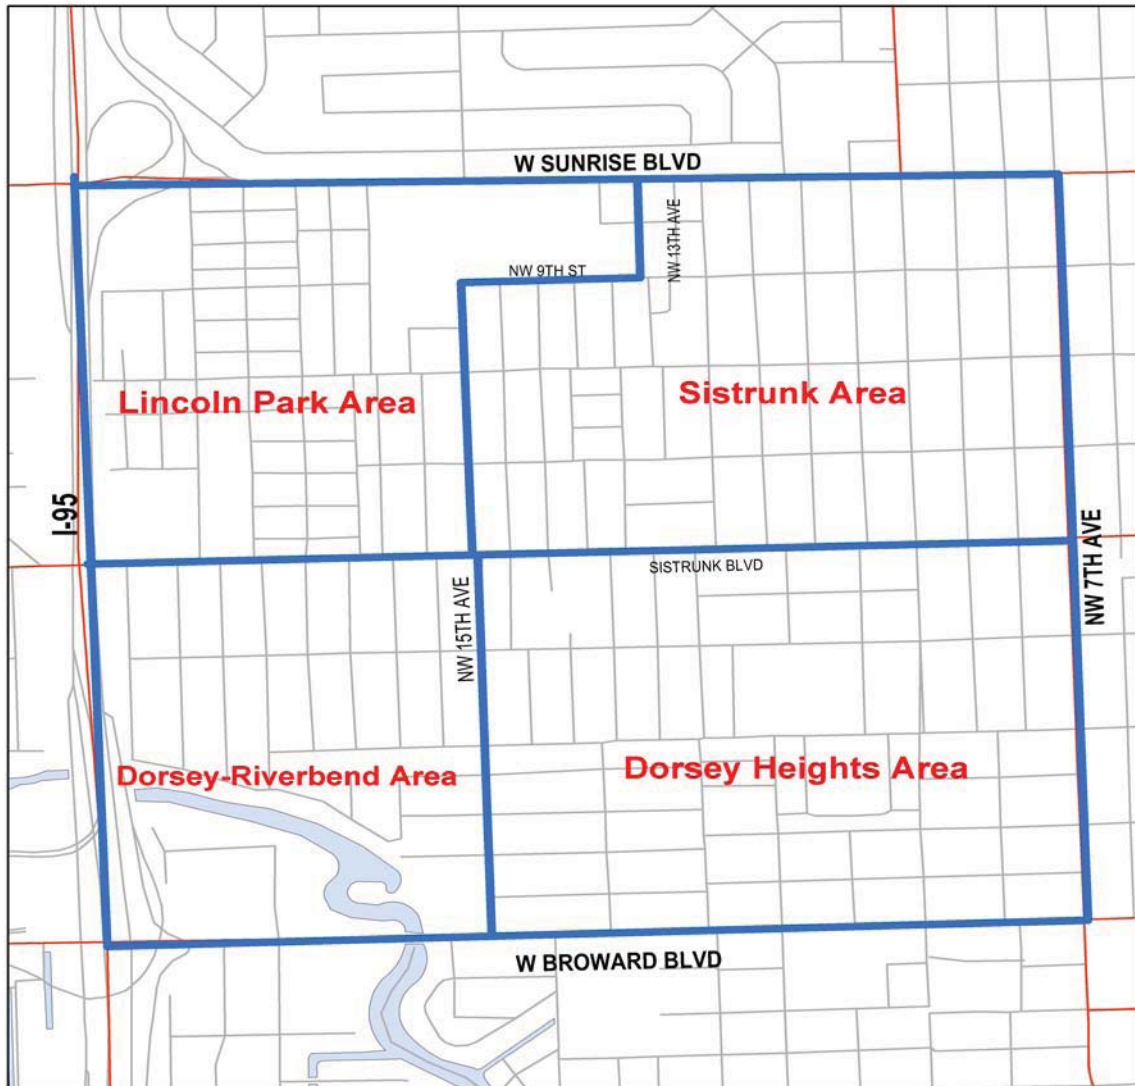 W SUNRISE BLVD
NW 13TH AVE
NW 9TH ST
Lincoln Park Area
Sistrunk Area
I-95
NW 7TH AVE
SISTRUNK BLVD
NW 15TH AVE
Dorsey-Riverbend Area
Dorsey Heights Area
W BROWARD BLVD